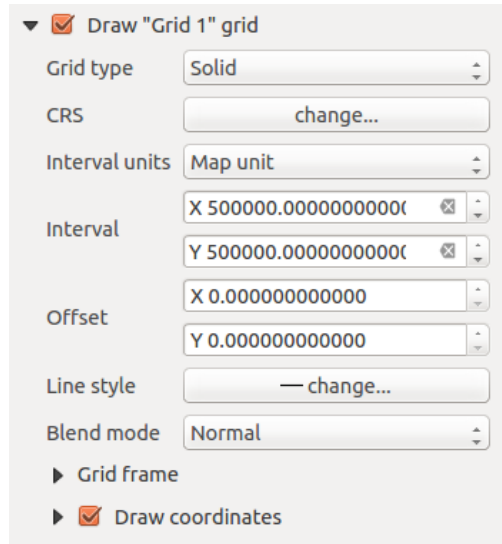 Draw "Grid 1" grid
Grid type Solid
CRS change...
Interval units Map unit
Interval
X 500000.0000000000(
Y 500000.0000000000(
Offset
X 0.000000000000
Y 0.000000000000
Line style change...
Blend mode Normal
Grid frame
Draw coordinates